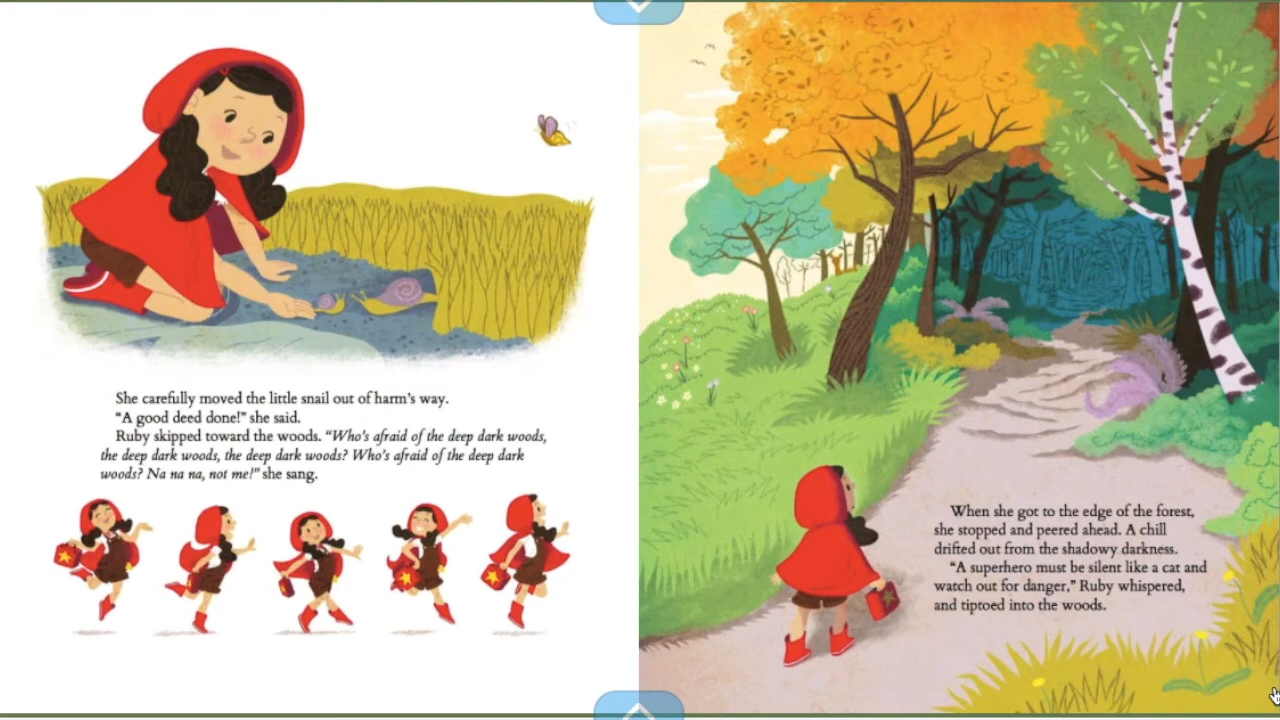 She carefully moved the little snail out of harm's way.
“A good deed done!” she said.
Ruby skipped toward the woods. “Who's afraid of the deep dark woods,
the deep dark woods, the deep dark woods? Who's afraid of the deep dark
woods? Na na na, not me!” she sang.
When she got to the edge of the forest,
she stopped and peered ahead. A chill
drifted out from the shadowy darkness.
“A superhero must be silent like a cat and
watch out for danger,” Ruby whispered,
and tiptoed into the woods.